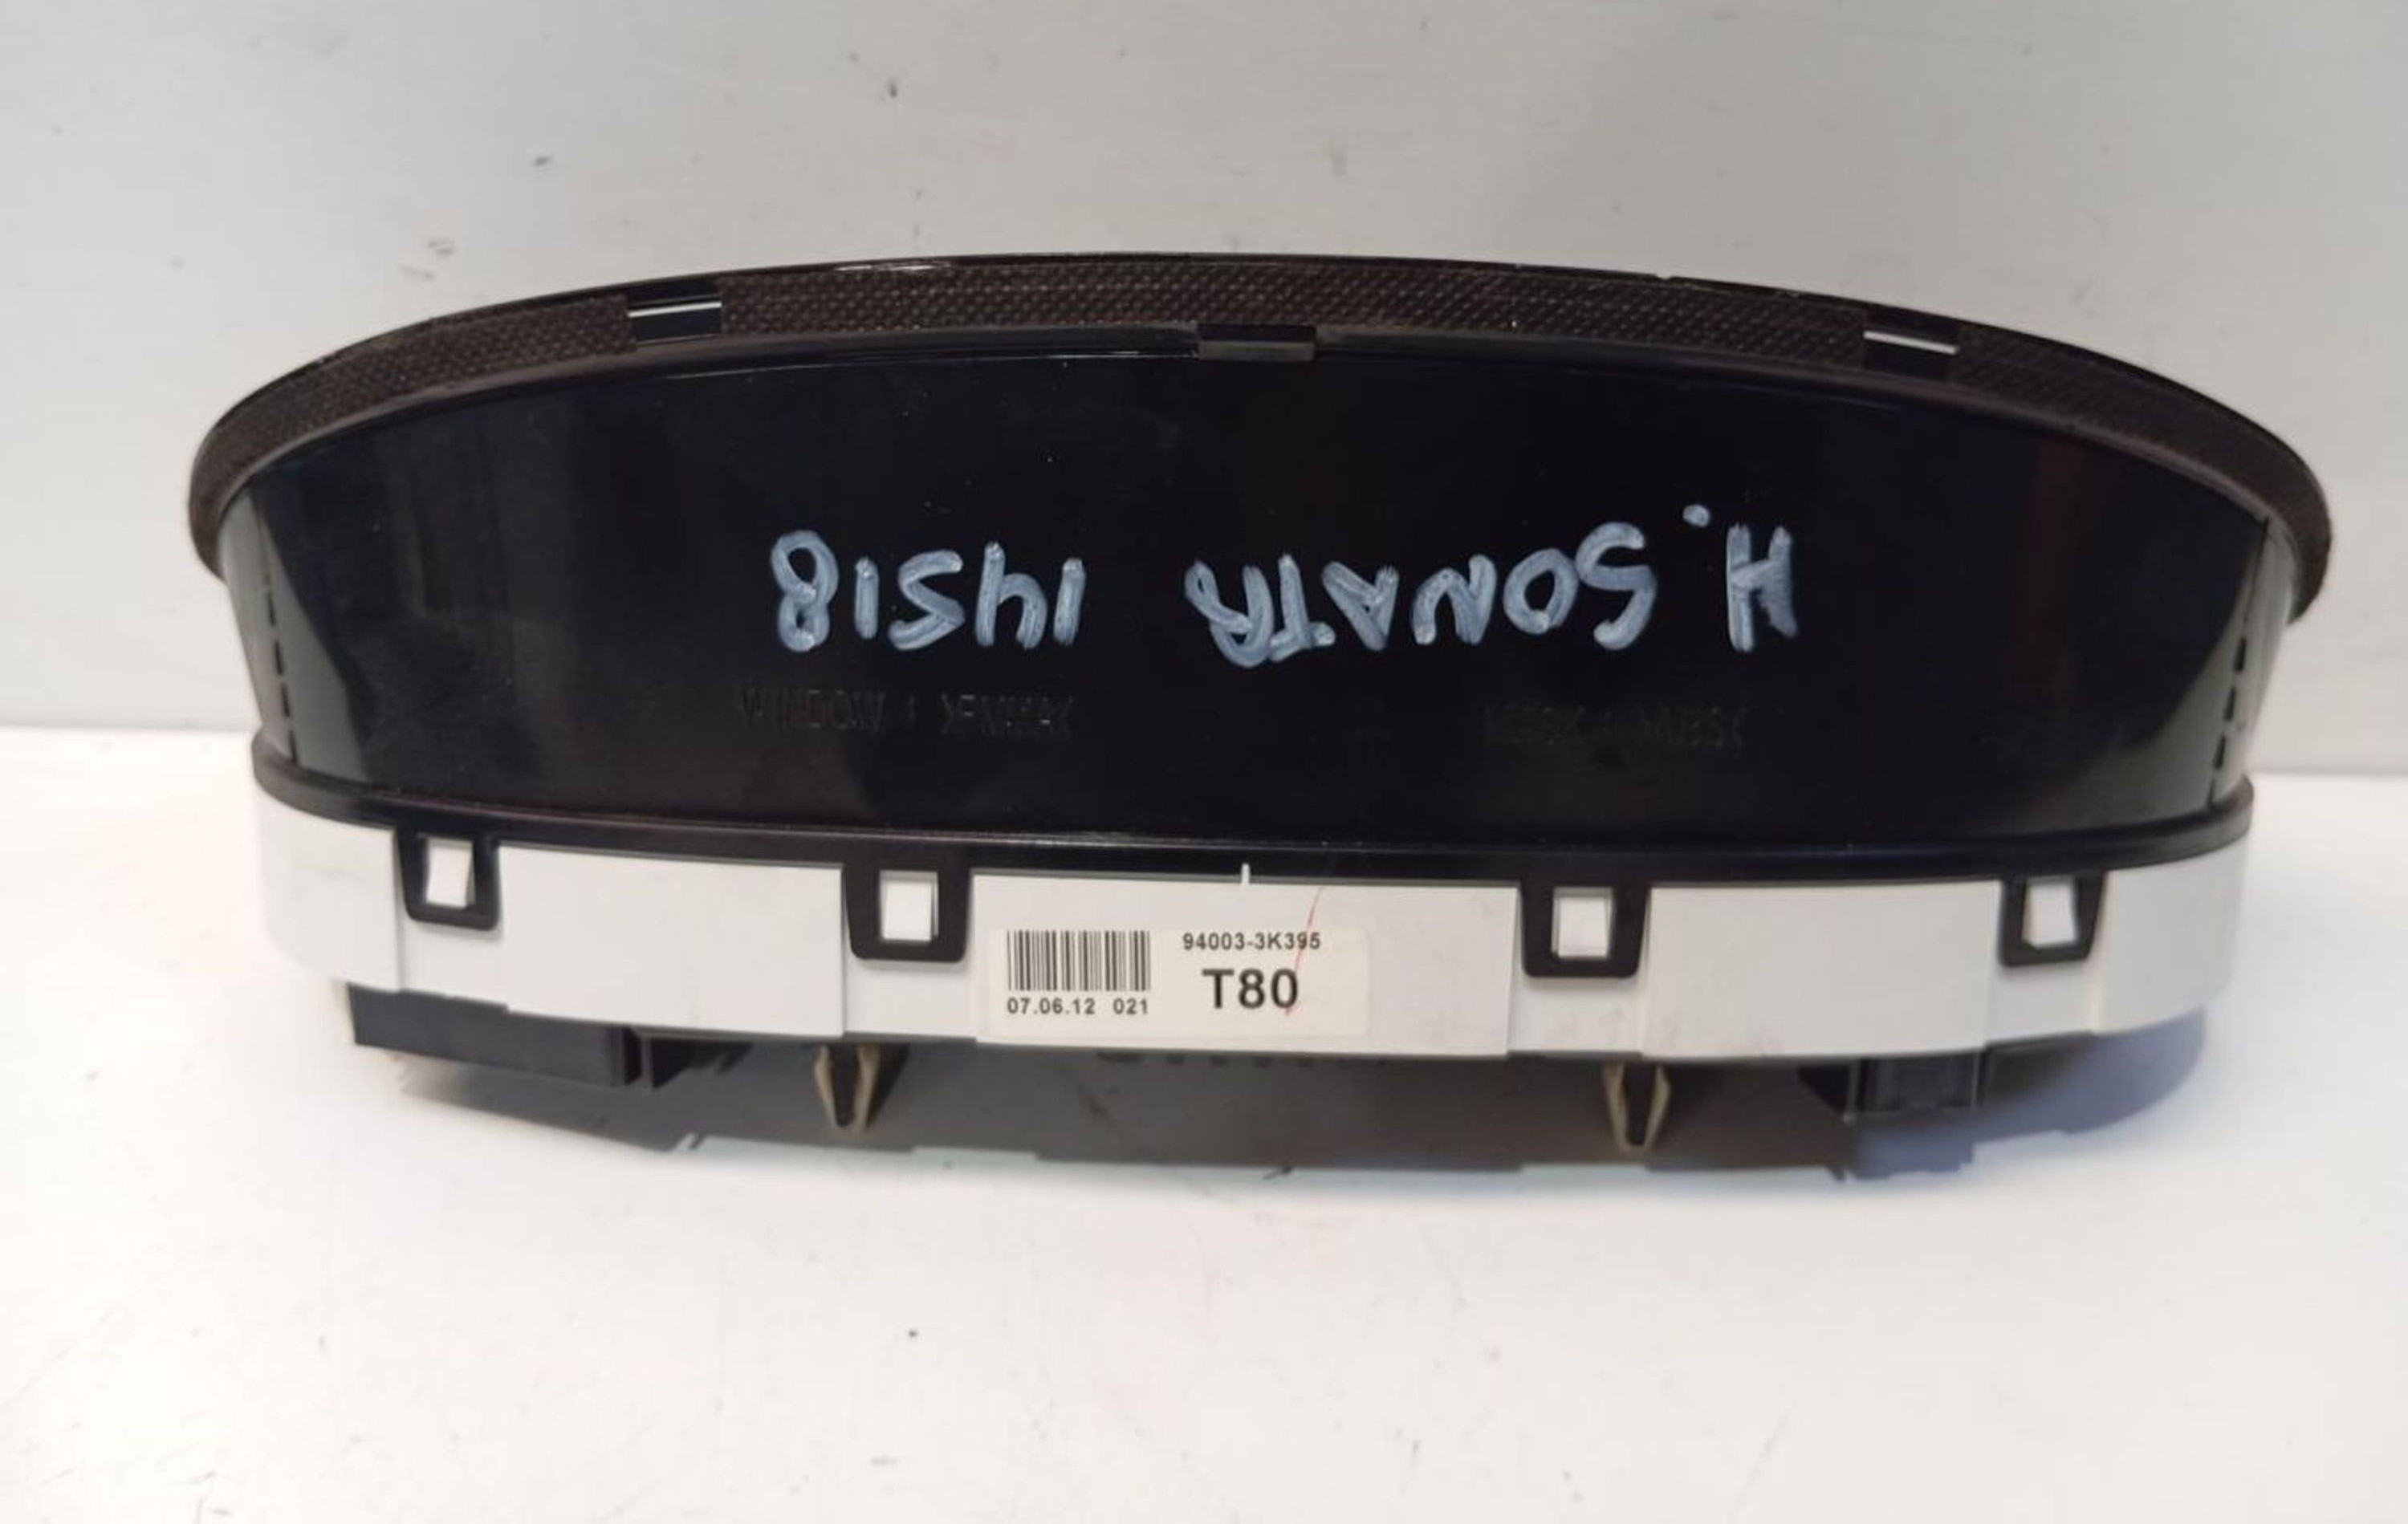 H. SONATA 14518
94003-3K395
T80
07.06.12 021